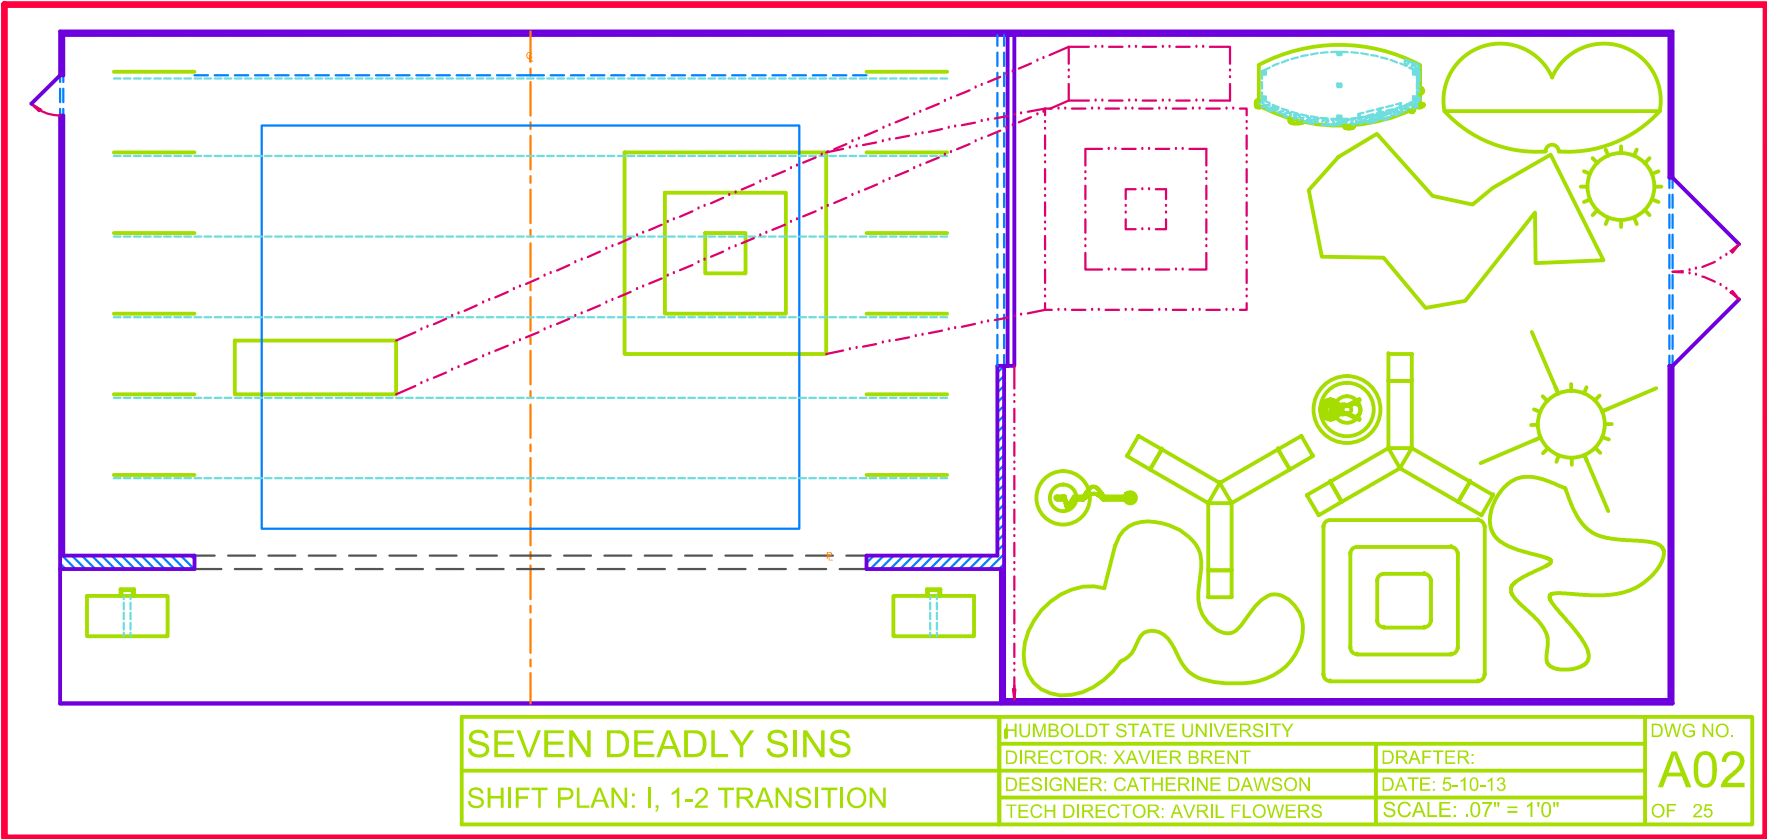 SEVEN DEADLY SINS
SHIFT PLAN: I, 1-2 TRANSITION
HUMBOLDT STATE UNIVERSITY
DIRECTOR: XAVIER BRENT
DRAFTER:
DESIGNER: CATHERINE DAWSON
DATE: 5-10-13
TECH DIRECTOR: AVRIL FLOWERS
SCALE: .07" = 1'0"
DWG NO.
A02
OF 25